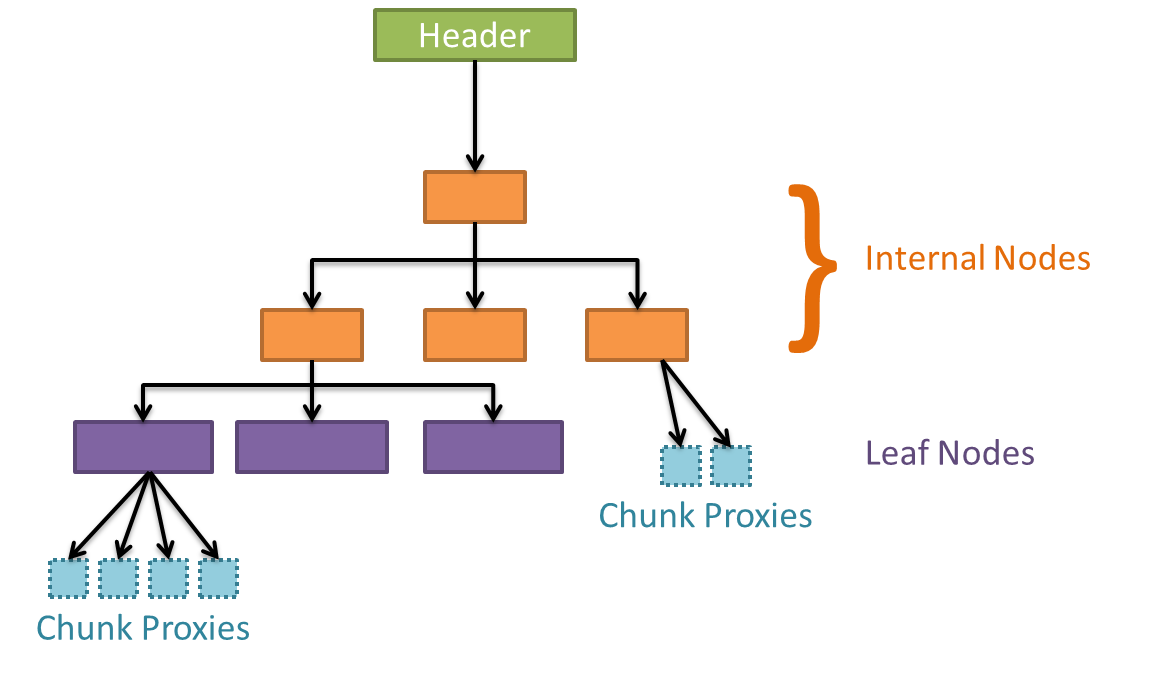 Header
Internal Nodes
Leaf Nodes
Chunk Proxies
Chunk Proxies